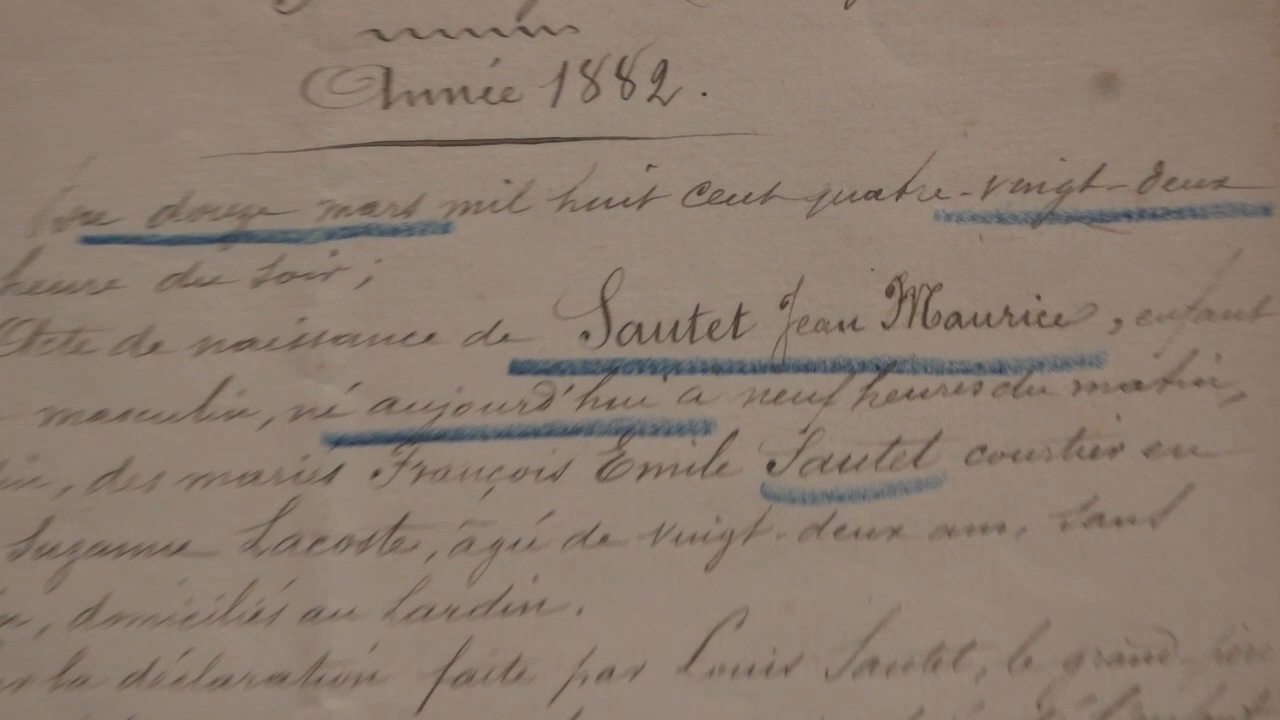 Année 1882.
douze mars mil huit cent quatre-vingt-deux
heure du soir;
Acte de naissance de Sautet Jean Maurice, enfant
masculin, né aujourd'hui à neuf heures du matin,
des mariés François Emile Sautet courtier en
Suzanne Lacoste, âgé de vingt-deux ans, sans
domiciliés au Lardin.
la déclaration faite par Louis Sautet, le grand